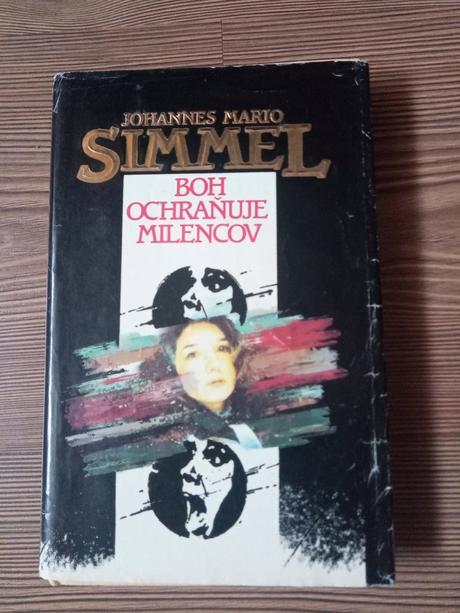 JOHANNES MARIO
SIMMEL
BOH
OCHRAŇUJE
MILENCOV